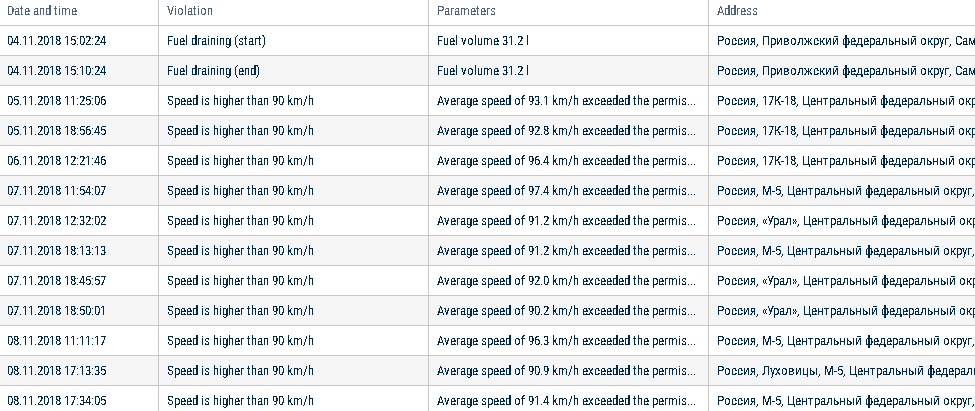 Date and time Violation Parameters Address
04.11.2018 15:02:24 Fuel draining (start) Fuel volume 31.2 l Россия, Приволжский федеральный округ, Сам
04.11.2018 15:10:24 Fuel draining (end) Fuel volume 31.2 l Россия, Приволжский федеральный округ, Сам
05.11.2018 11:25:06 Speed is higher than 90 km/h Average speed of 93.1 km/h exceeded the permis... Россия, 17К-18, Центральный федеральный окр
05.11.2018 18:56:45 Speed is higher than 90 km/h Average speed of 92.8 km/h exceeded the permis... Россия, 17К-18, Центральный федеральный окр
06.11.2018 12:21:46 Speed is higher than 90 km/h Average speed of 96.4 km/h exceeded the permis... Россия, 17К-18, Центральный федеральный окр
07.11.2018 11:54:07 Speed is higher than 90 km/h Average speed of 97.4 km/h exceeded the permis... Россия, М-5, Центральный федеральный округ,
07.11.2018 12:32:02 Speed is higher than 90 km/h Average speed of 91.2 km/h exceeded the permis... Россия, «Урал», Центральный федеральный окр
07.11.2018 18:13:13 Speed is higher than 90 km/h Average speed of 91.2 km/h exceeded the permis... Россия, М-5, Центральный федеральный округ,
07.11.2018 18:45:57 Speed is higher than 90 km/h Average speed of 92.0 km/h exceeded the permis... Россия, «Урал», Центральный федеральный окр
07.11.2018 18:50:01 Speed is higher than 90 km/h Average speed of 90.2 km/h exceeded the permis... Россия, «Урал», Центральный федеральный окр
08.11.2018 11:11:17 Speed is higher than 90 km/h Average speed of 96.3 km/h exceeded the permis... Россия, М-5, Центральный федеральный округ,
08.11.2018 17:13:35 Speed is higher than 90 km/h Average speed of 90.9 km/h exceeded the permis... Россия, Луховицы, М-5, Центральный федерал
08.11.2018 17:34:05 Speed is higher than 90 km/h Average speed of 91.4 km/h exceeded the permis... Россия, М-5, Центральный федеральный округ,